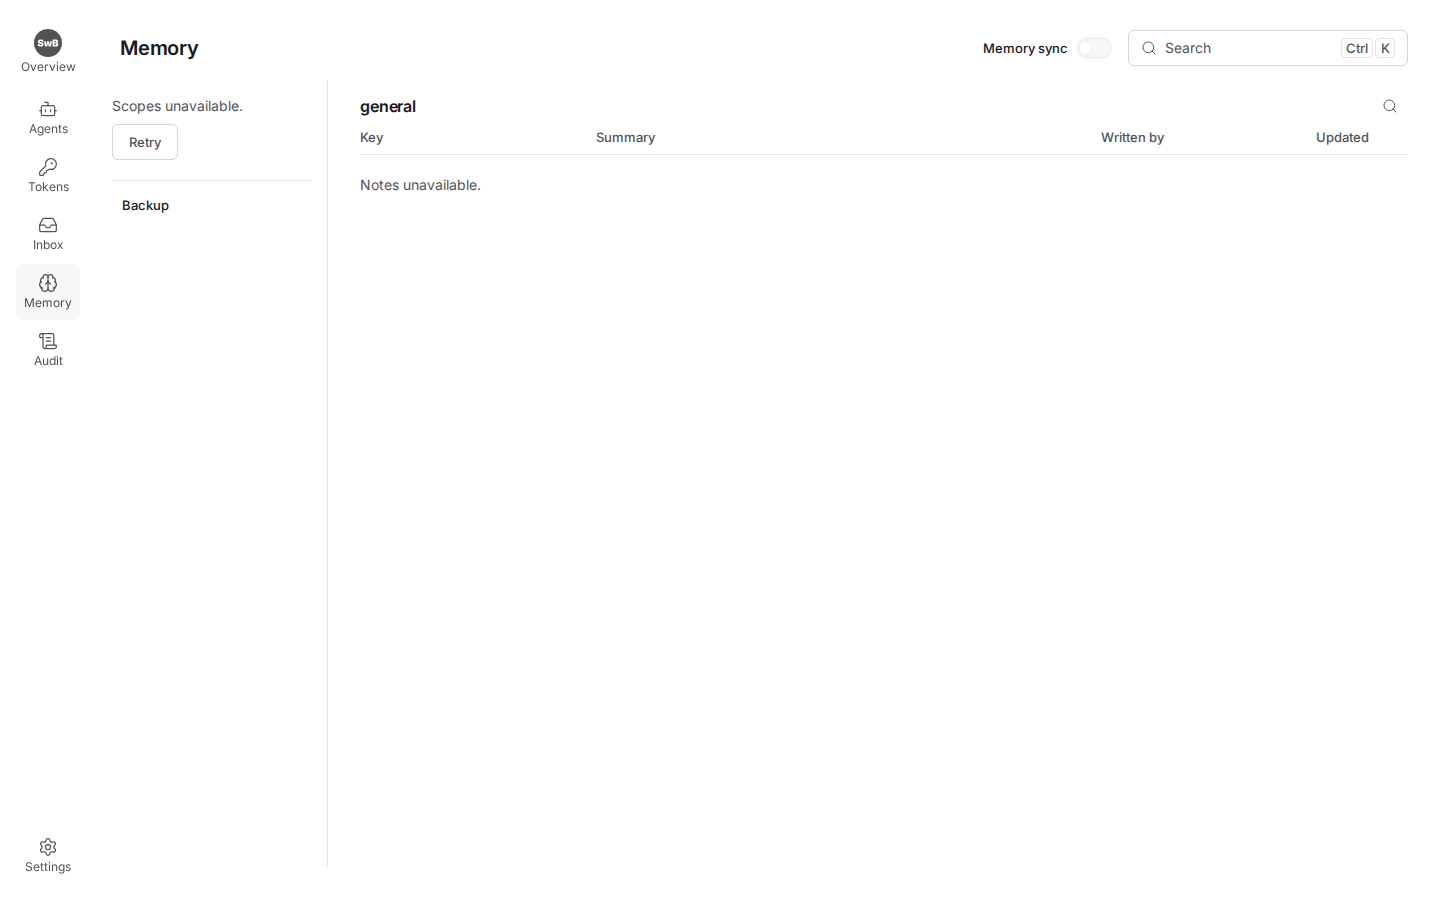 SwB
Overview
Agents
Tokens
Inbox
Memory
Audit
Settings
Memory
Memory sync
Search
Ctrl K
Scopes unavailable.
Retry
Backup
general
Key Summary Written by Updated
Notes unavailable.